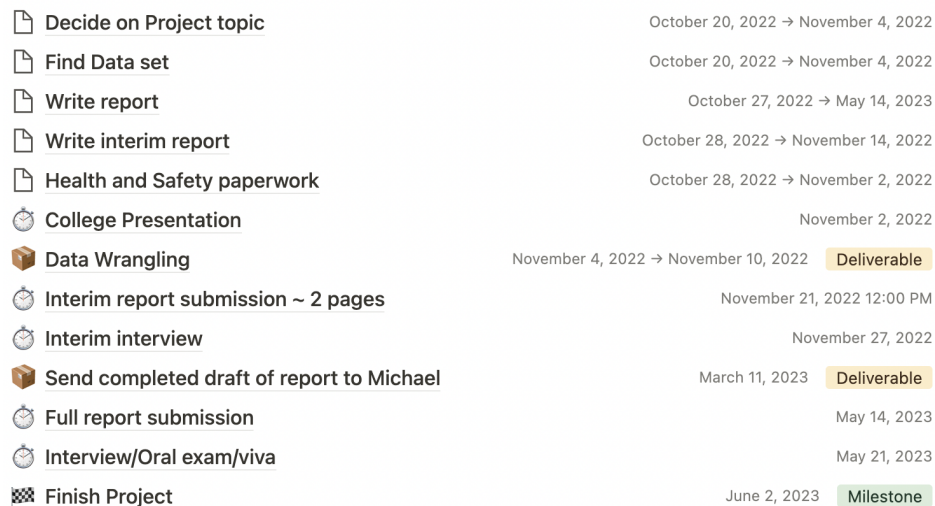 Decide on Project topic October 20, 2022 → November 4, 2022
Find Data set October 20, 2022 → November 4, 2022
Write report October 27, 2022 → May 14, 2023
Write interim report October 28, 2022 → November 14, 2022
Health and Safety paperwork October 28, 2022 → November 2, 2022
College Presentation November 2, 2022
Data Wrangling November 4, 2022 → November 10, 2022 Deliverable
Interim report submission ~ 2 pages November 21, 2022 12:00 PM
Interim interview November 27, 2022
Send completed draft of report to Michael March 11, 2023 Deliverable
Full report submission May 14, 2023
Interview/Oral exam/viva May 21, 2023
Finish Project June 2, 2023 Milestone